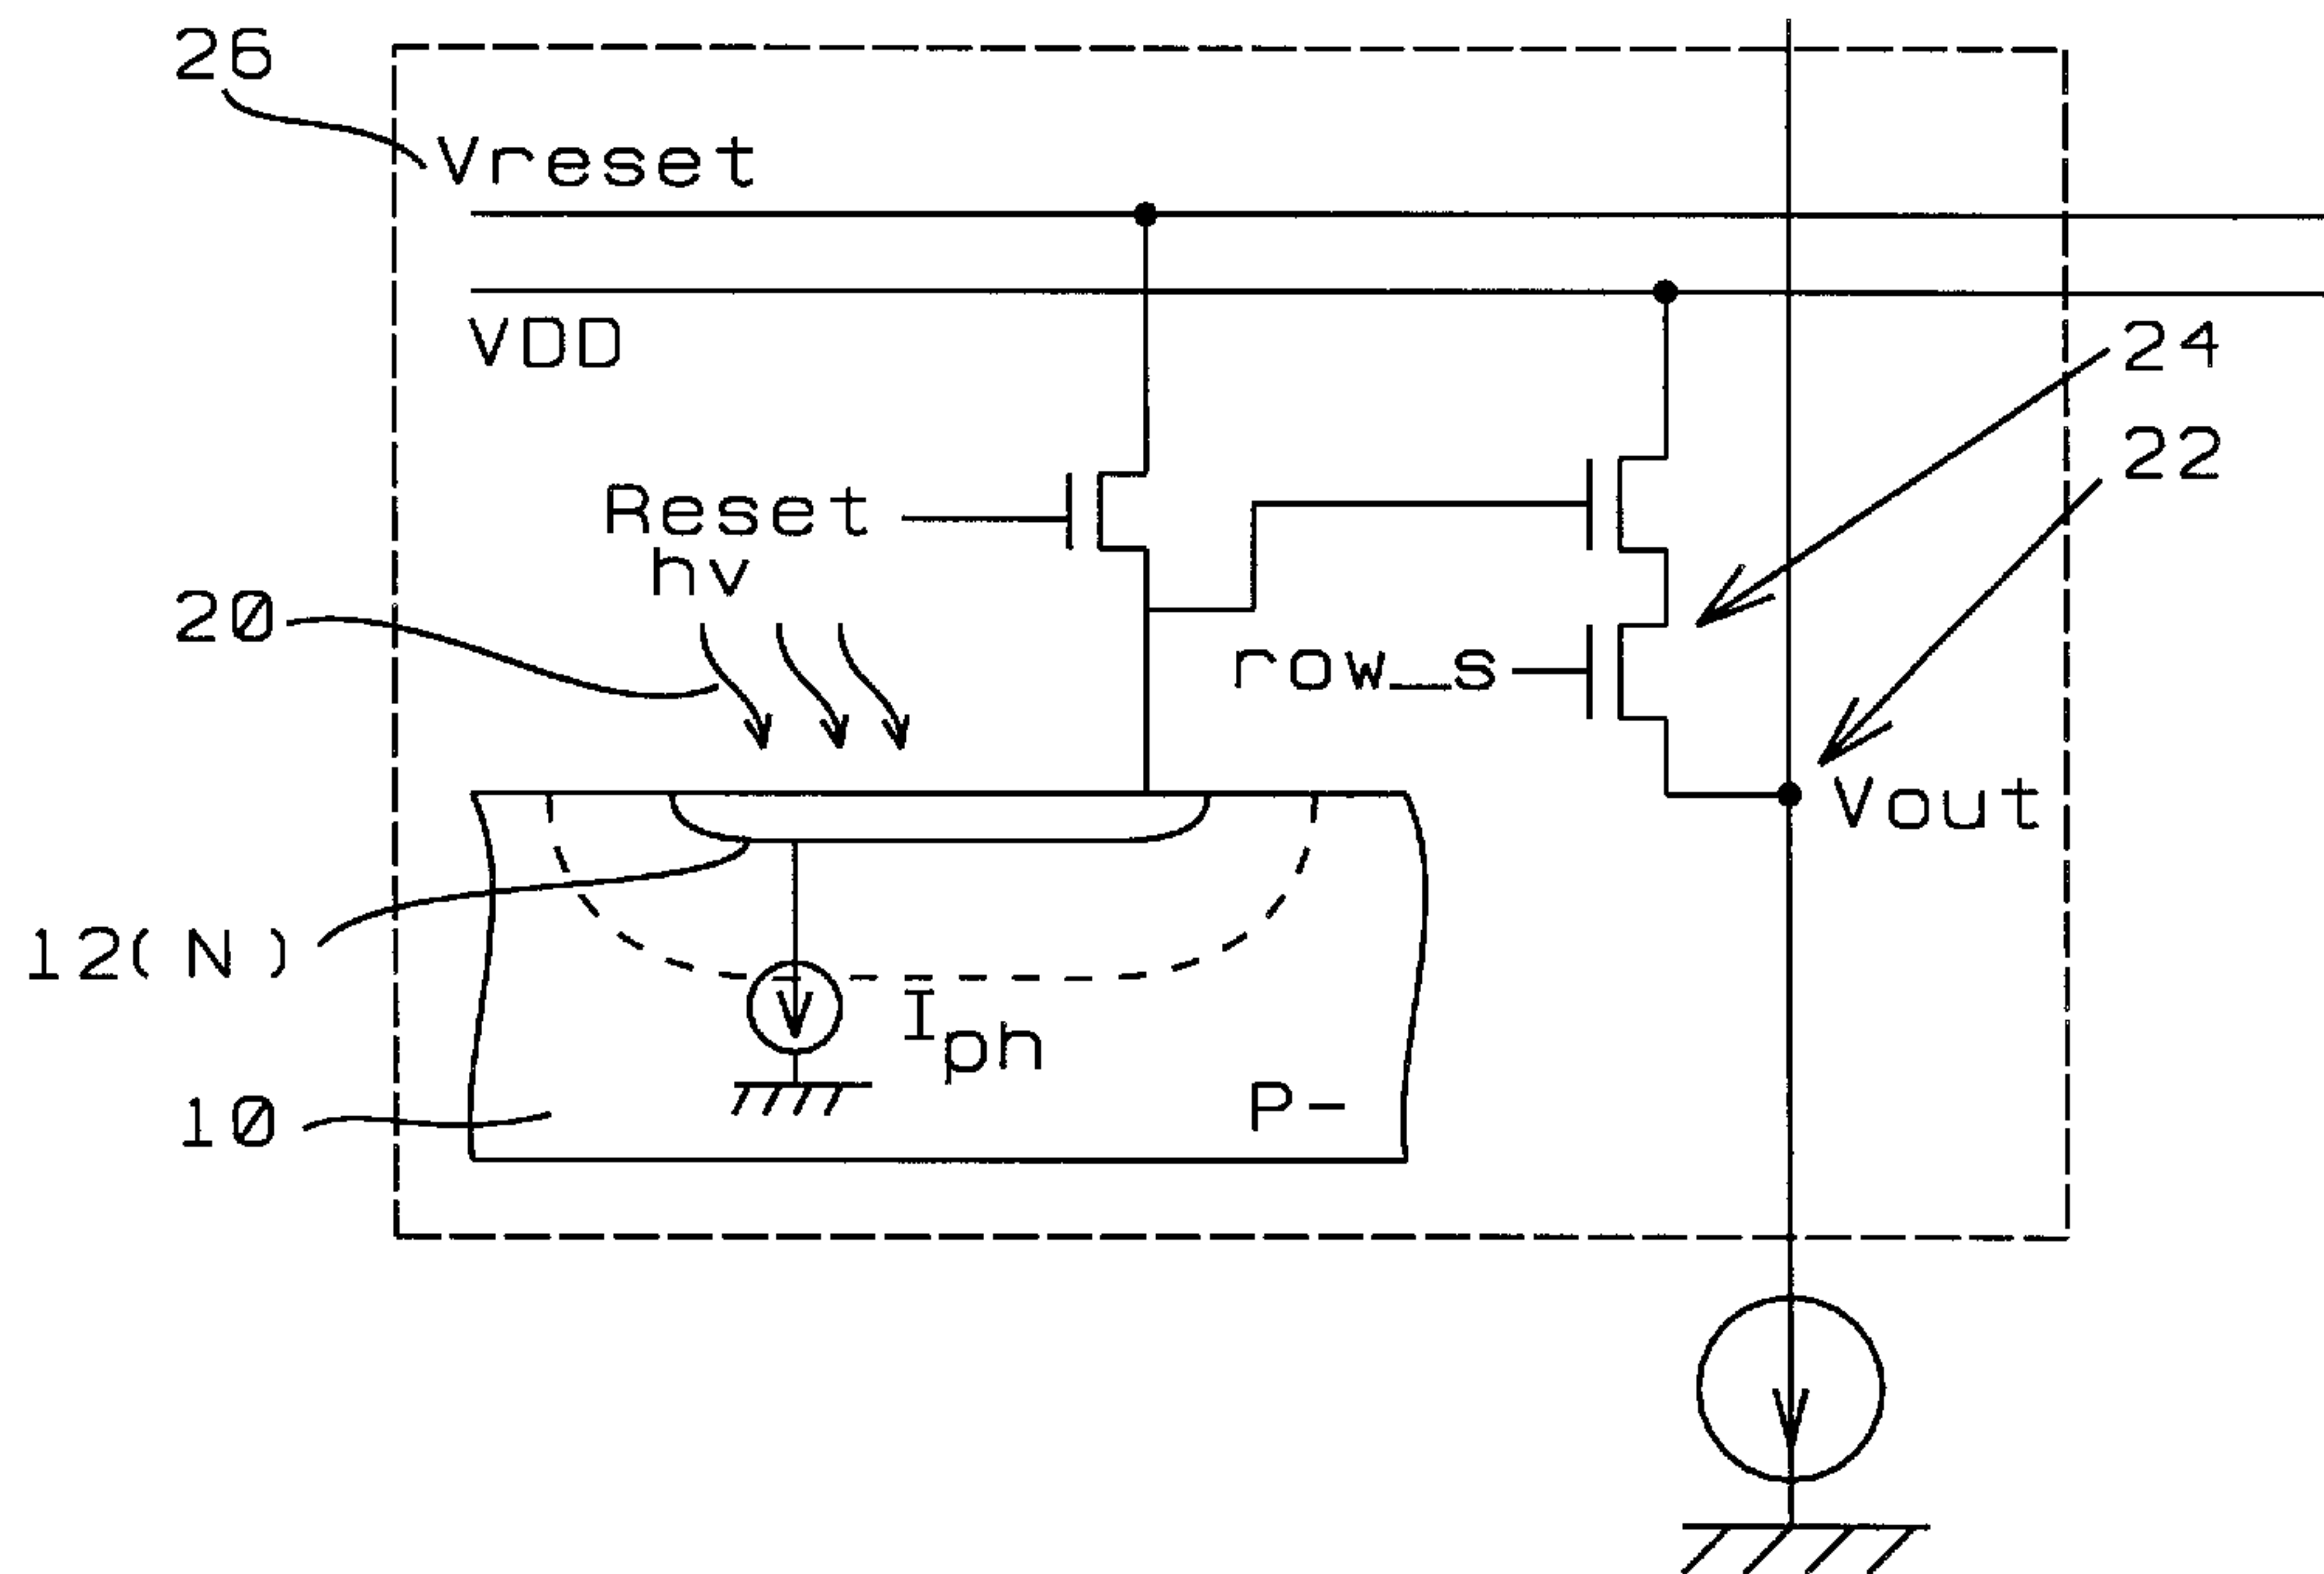 26
Vreset
VDD
24
22
Reset
hv
20
row_s
Vout
12(N)
Iph
10
P-